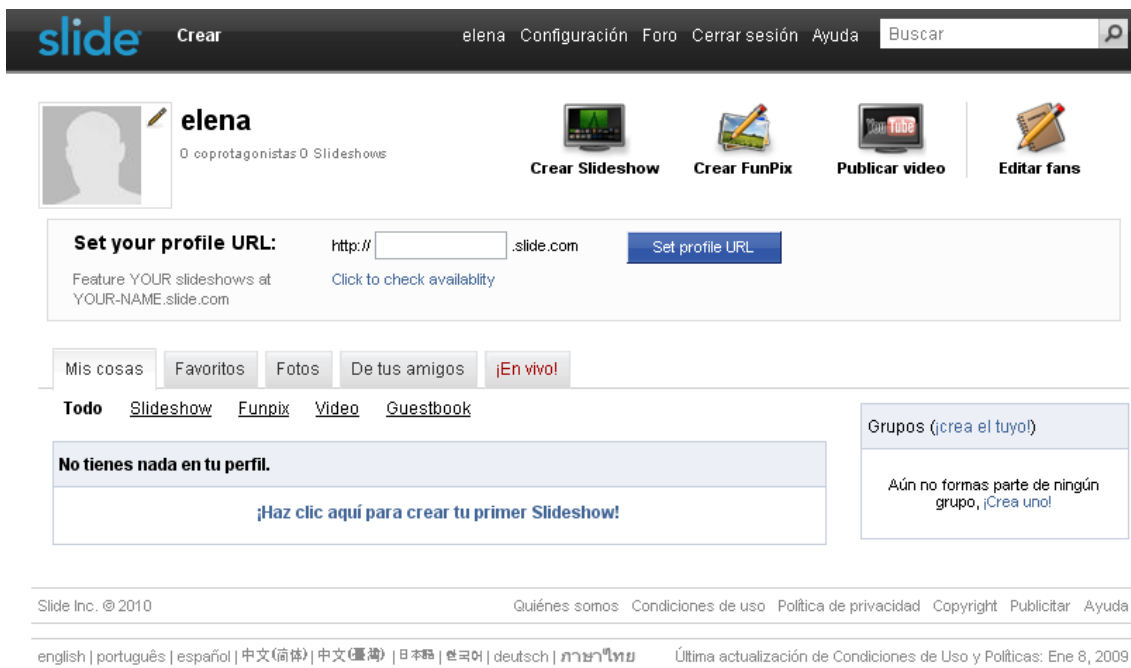 slide Crear elena Configuración Foro Cerrar sesión Ayuda Buscar
elena
0 coprotagonistas 0 Slideshows
You Tube
Crear Slideshow Crear FunPix Publicar video Editar fans
Set your profile URL: http:// .slide.com Set profile URL
Feature YOUR slideshows at Click to check availablity
YOUR-NAME.slide.com
Mis cosas Favoritos Fotos De tus amigos ¡En vivo!
Todo Slideshow Funpix Video Guestbook
Grupos (¡crea el tuyo!)
No tienes nada en tu perfil.
Aún no formas parte de ningún
grupo, ¡Crea uno!
¡Haz clic aquí para crear tu primer Slideshow!
Slide Inc. © 2010 Quiénes somos Condiciones de uso Política de privacidad Copyright Publicitar Ayuda
english | português | español | 中文(简体) | 中文(臺灣) | 日本語 | 한국어 | deutsch | ภาษาไทย Última actualización de Condiciones de Uso y Políticas: Ene 8, 2009